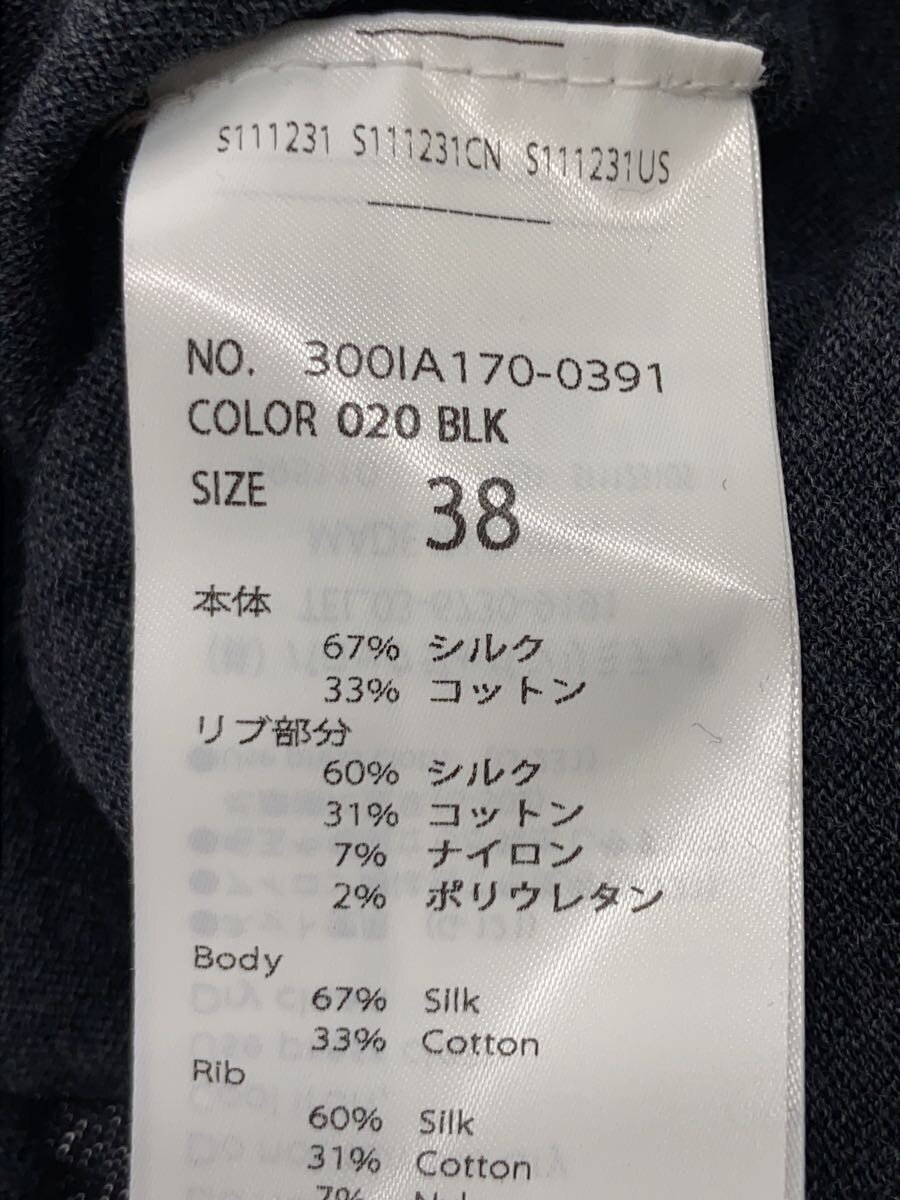 S111231 S111231CN S111231US
NO. 300IA170-0391
COLOR 020 BLK
SIZE 38
本体
67% シルク
33% コットン
リブ部分
60% シルク
31% コットン
7% ナイロン
2% ポリウレタン
Body
67% Silk
33% Cotton
Rib
60% Silk
31% Cotton
7%